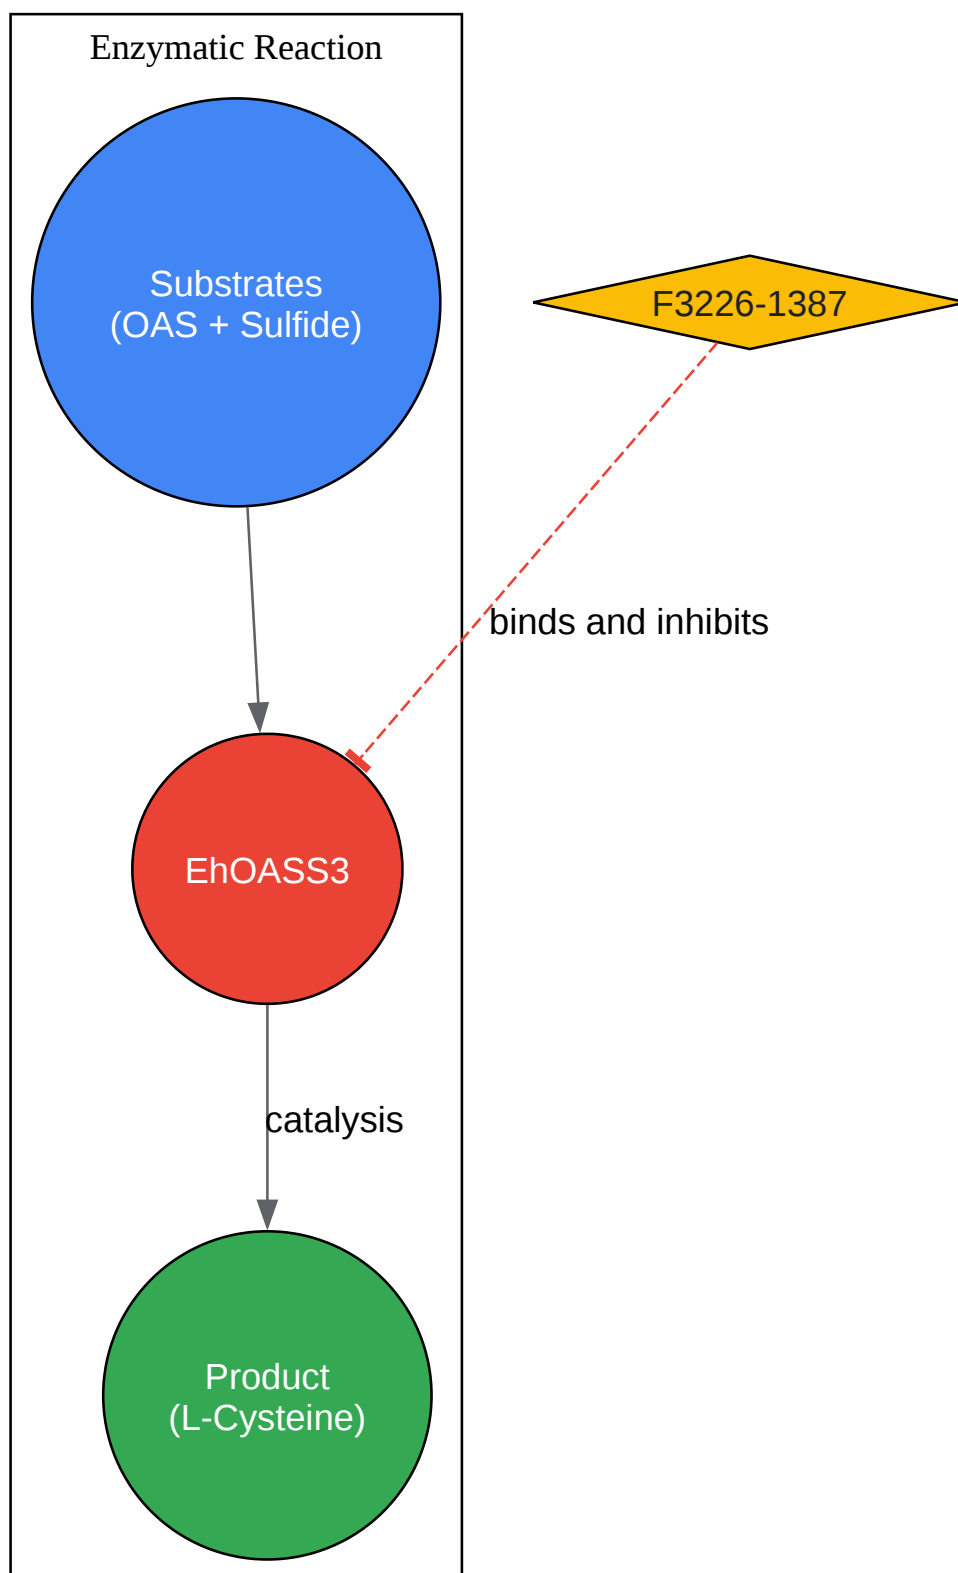 Enzymatic Reaction
Substrates
(OAS + Sulfide)
F3226-1387
binds and inhibits
EhOASS3
catalysis
Product
(L-Cysteine)